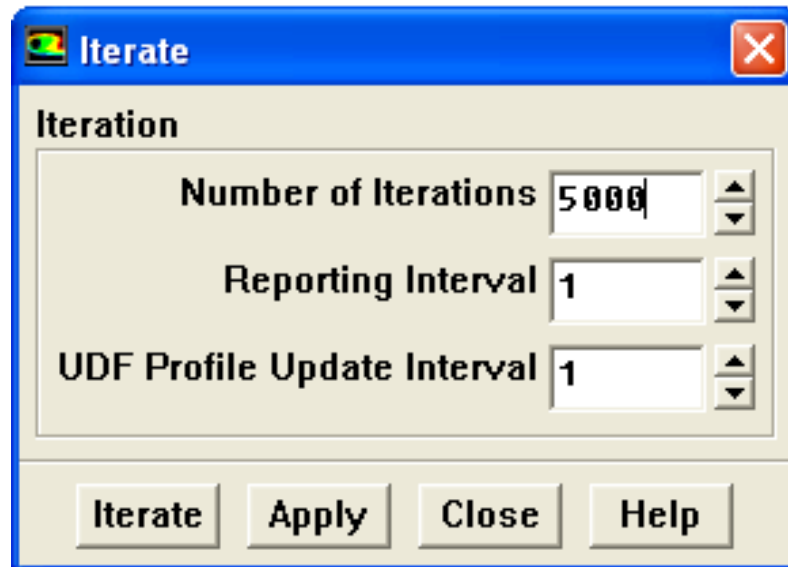 Iterate
Iteration
Number of Iterations 5000
Reporting Interval 1
UDF Profile Update Interval 1
Iterate Apply Close Help